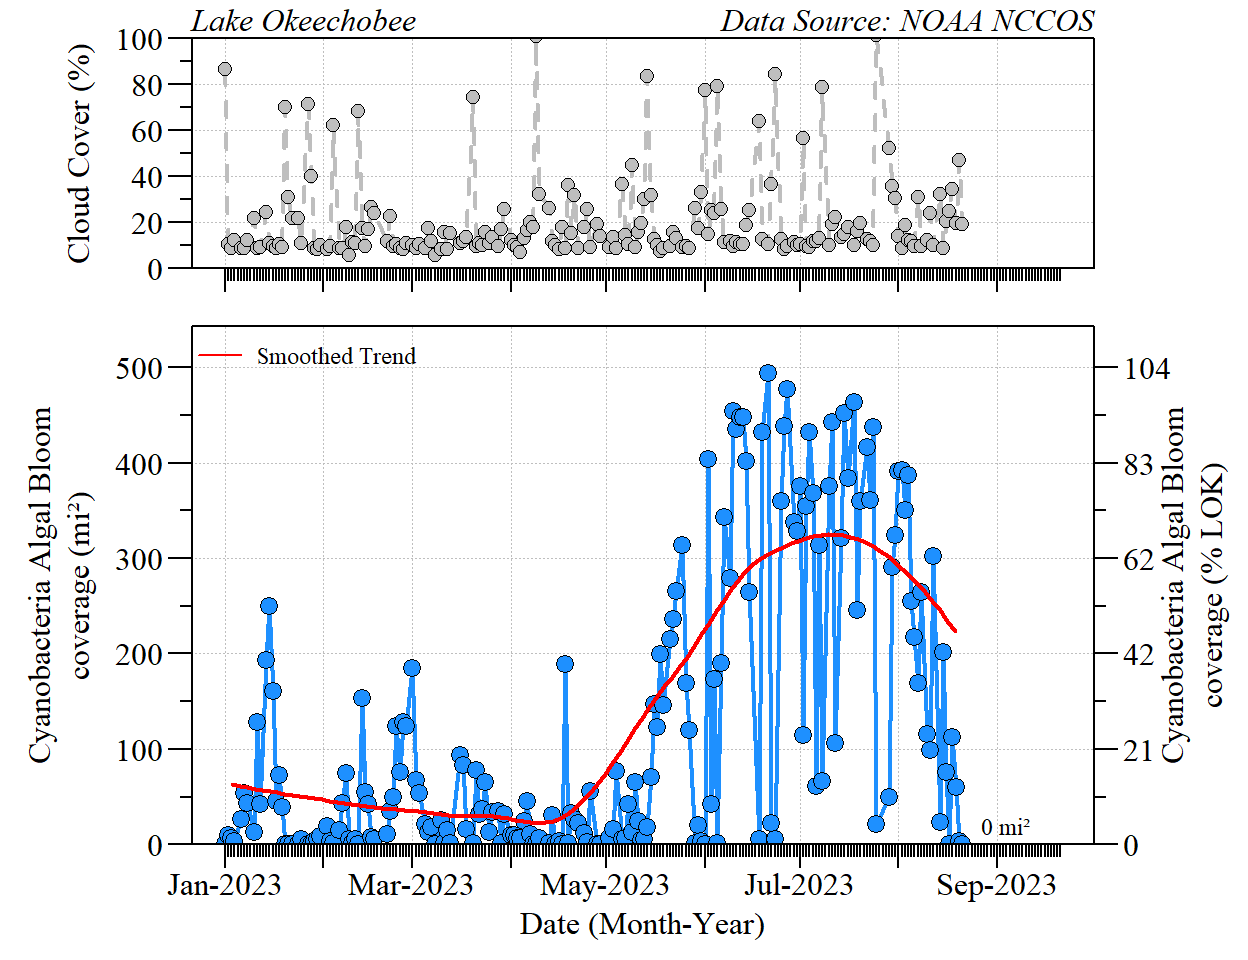 Lake Okeechobee
Data Source: NOAA NCCOS
Cloud Cover (%)
100
80
60
40
20
0
Smoothed Trend
Cyanobacteria Algal Bloom
coverage (mi²)
500
400
300
200
100
0
104
83
62
42
21
0
Cyanobacteria Algal Bloom
coverage (% LOK)
0 mi²
Jan-2023
Mar-2023
May-2023
Jul-2023
Sep-2023
Date (Month-Year)